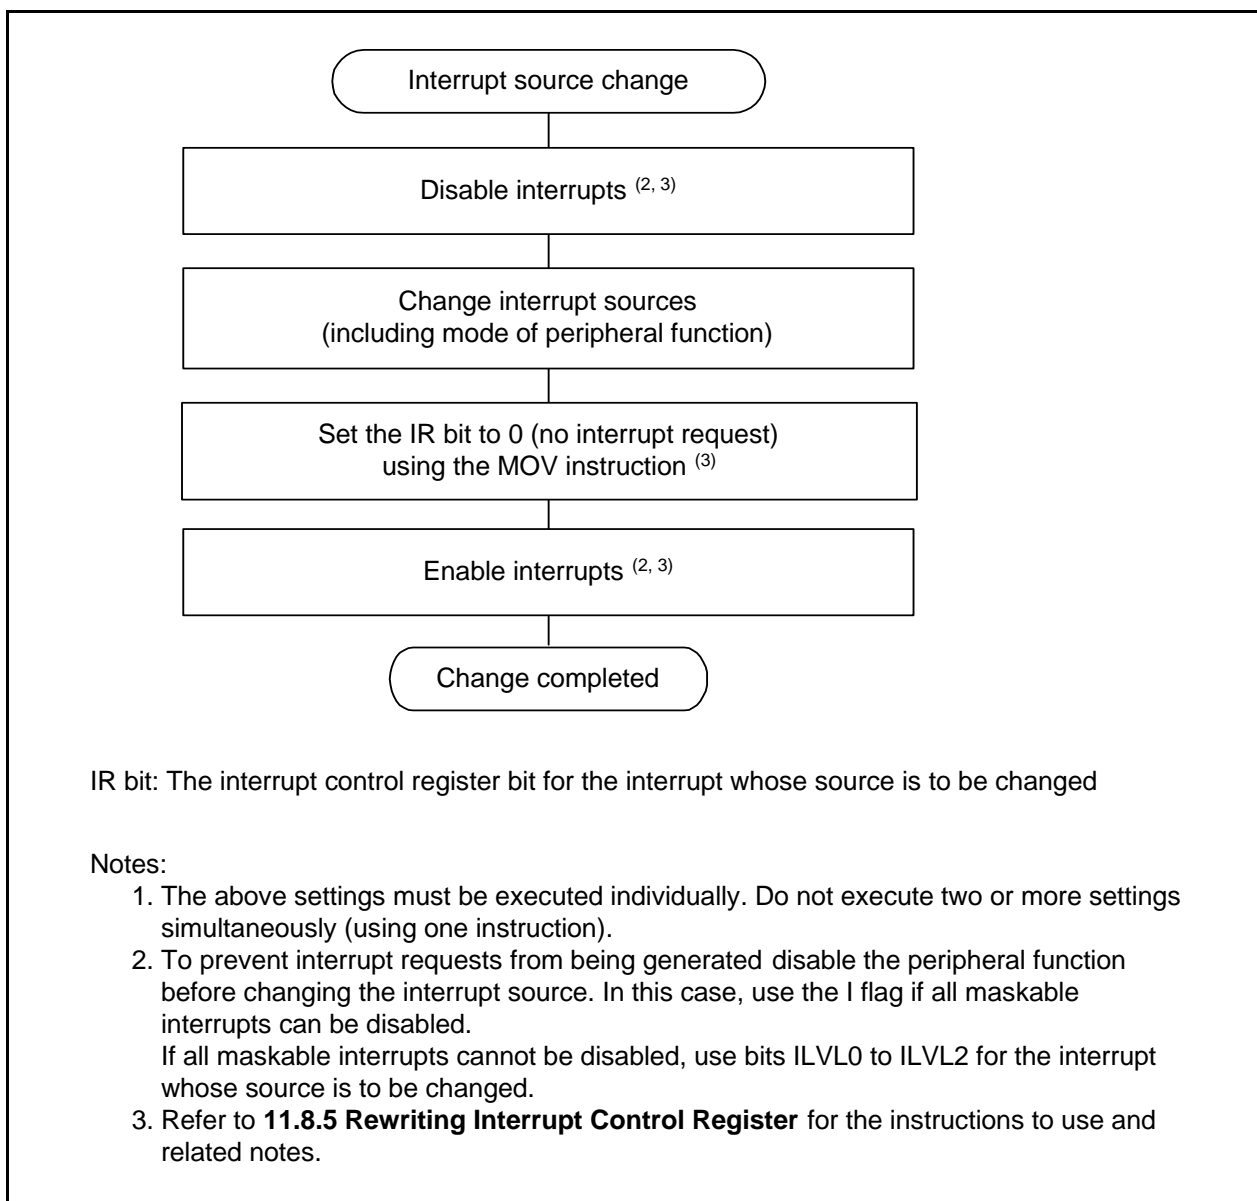 Interrupt source change
Disable interrupts (2, 3)
Change interrupt sources
(including mode of peripheral function)
Set the IR bit to 0 (no interrupt request)
using the MOV instruction (3)
Enable interrupts (2, 3)
Change completed
IR bit: The interrupt control register bit for the interrupt whose source is to be changed
Notes:
1. The above settings must be executed individually. Do not execute two or more settings
simultaneously (using one instruction).
2. To prevent interrupt requests from being generated disable the peripheral function
before changing the interrupt source. In this case, use the I flag if all maskable
interrupts can be disabled.
If all maskable interrupts cannot be disabled, use bits ILVL0 to ILVL2 for the interrupt
whose source is to be changed.
3. Refer to 11.8.5 Rewriting Interrupt Control Register for the instructions to use and
related notes.